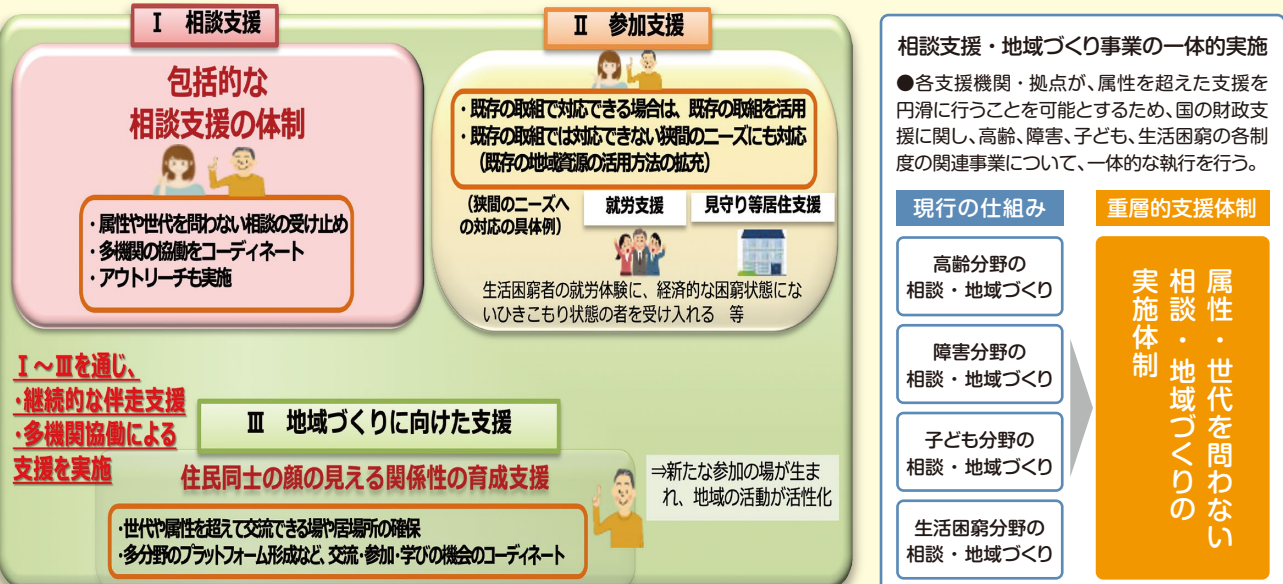 Ⅰ 相談支援
包括的な
相談支援の体制
・属性や世代を問わない相談の受け止め
・多機関の協働をコーディネート
・アウトリーチも実施
Ⅱ 参加支援
・既存の取組で対応できる場合は、既存の取組を活用
・既存の取組では対応できない狭間のニーズにも対応
（既存の地域資源の活用方法の拡充）
（狭間のニーズへ
の対応の具体例）
就労支援
見守り等居住支援
生活困窮者の就労体験に、経済的な困窮状態にな
いひきこもり状態の者を受け入れる 等
Ⅰ～Ⅲを通じ、
・継続的な伴走支援
・多機関協働による
支援を実施
Ⅲ 地域づくりに向けた支援
住民同士の顔の見える関係性の育成支援
・世代や属性を超えて交流できる場や居場所の確保
・多分野のプラットフォーム形成など、交流・参加・学びの機会のコーディネート
⇒新たな参加の場が生ま
れ、地域の活動が活性化
相談支援・地域づくり事業の一体的実施
●各支援機関・拠点が、属性を超えた支援を
円滑に行うことを可能とするため、国の財政支
援に関し、高齢、障害、子ども、生活困窮の各制
度の関連事業について、一体的な執行を行う。
現行の仕組み
高齢分野の
相談・地域づくり
障害分野の
相談・地域づくり
子ども分野の
相談・地域づくり
生活困窮分野の
相談・地域づくり
重層的支援体制
属性・世代を問わない
相談・地域づくりの
実施体制